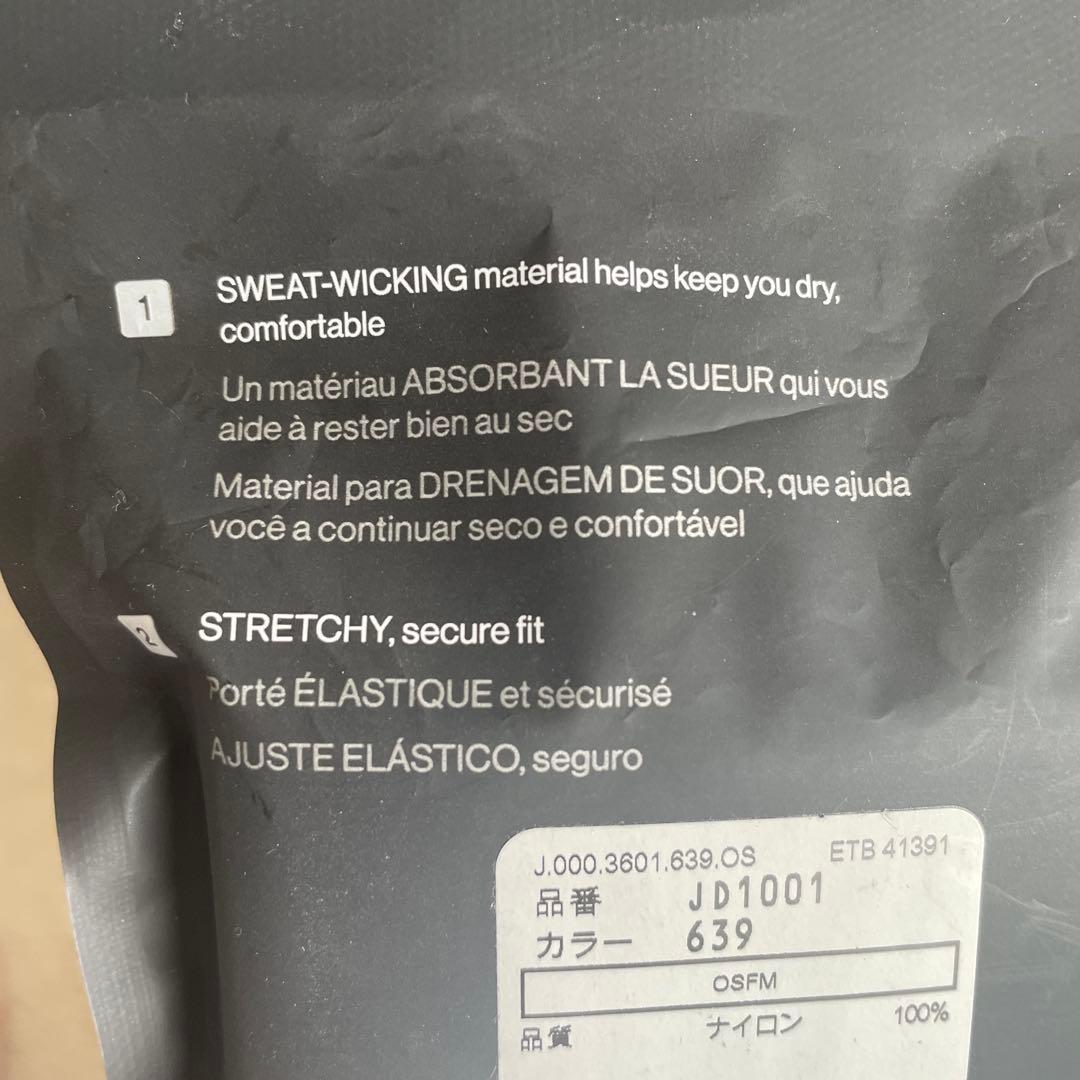 1
SWEAT-WICKING material helps keep you dry,
comfortable
Un matériau ABSORBANT LA SUEUR qui vous
aide à rester bien au sec
Material para DRENAGEM DE SUOR, que ajuda
você a continuar seco e confortável
2
STRETCHY, secure fit
Porté ÉLASTIQUE et sécurisé
AJUSTE ELÁSTICO, seguro
J.000.3601.639.OS ETB 41391
品番 JD1001
カラー 639
OSFM
品質 ナイロン 100%